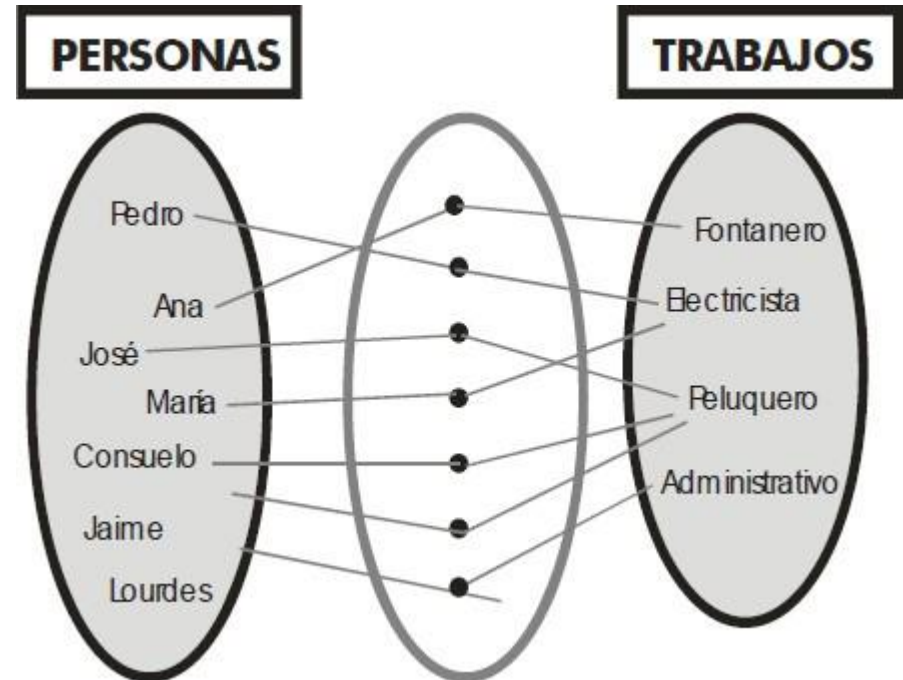 PERSONAS
TRABAJOS
Pedro
Ana
José
María
Consuelo
Jaime
Lourdes
Fontanero
Electricista
Peluquero
Administrativo